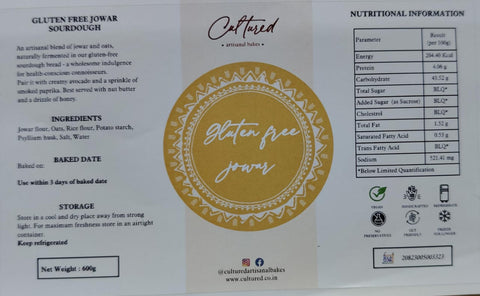 GLUTEN FREE JOWAR
SOURDOUGH
An artisanal blend of jowar and oats,
naturally fermented in our gluten-free
sourdough bread - a wholesome indulgence
for health-conscious connoisseurs.
Pair it with creamy avocado and a sprinkle of
smoked paprika. Best served with nut butter
and a drizzle of honey.
INGREDIENTS
Jowar flour, Oats, Rice flour, Potato starch,
Psyllium husk, Salt, Water
BAKED DATE
Baked on:
Use within 3 days of baked date
STORAGE
Store in a cool and dry place away from strong
light. For maximum freshness store in an airtight
container.
Keep refrigerated
Net Weight : 600g
Cultured
• artisanal bakes •
gluten free
jowar
@culturedartisanalbakes
@cultured.co.in
NUTRITIONAL INFORMATION
Parameter Result
(per 100g)
Energy 204.40 Kcal
Protein 4.06 g
Carbohydrate 43.52 g
Total Sugar BLQ*
Added Sugar (as Sucrose) BLQ*
Cholestrol BLQ*
Total Fat 1.52 g
Saturated Fatty Acid 0.53 g
Trans Fatty Acid BLQ*
Sodium 521.41 mg
*Below Limited Quantification
VEGAN HANDCRAFTED REFRIGERATE
NO
PRESERVATIVES
GUT
FRIENDLY
FREEZE
FOR LONGER
20823005003323